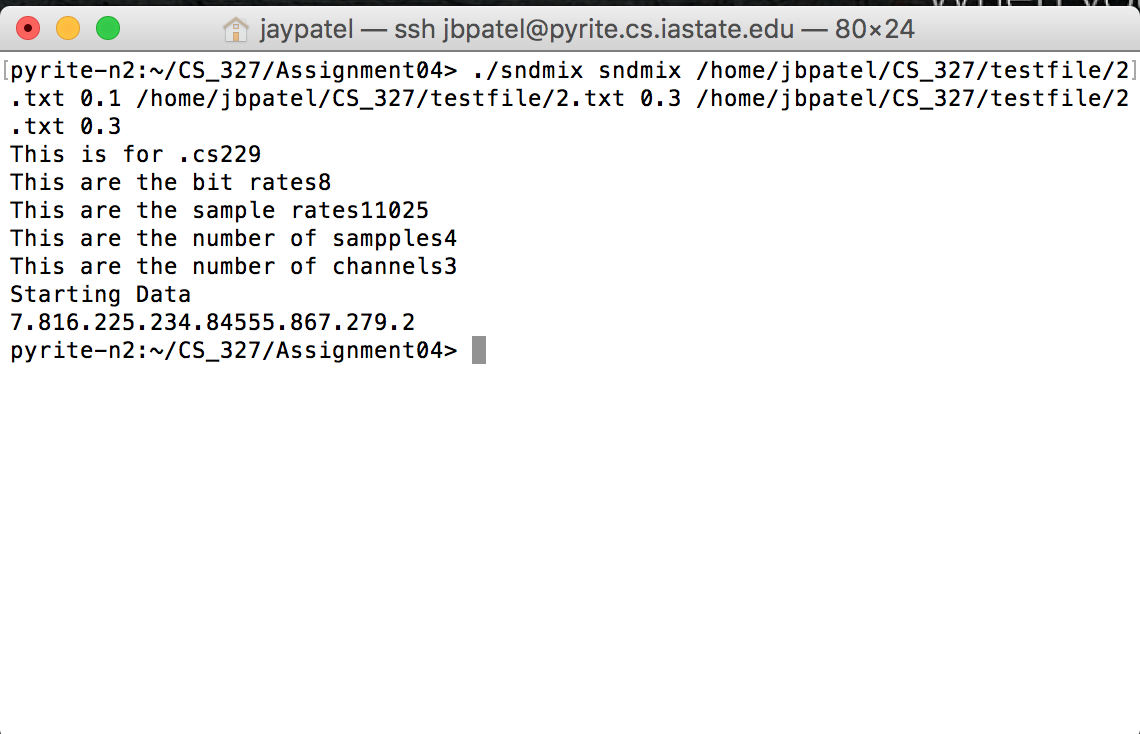 jaypatel — ssh jbpatel@pyrite.cs.iastate.edu — 80×24
[pyrite-n2:~/CS_327/Assignment04> ./sndmix sndmix /home/jbpatel/CS_327/testfile/2]
.txt 0.1 /home/jbpatel/CS_327/testfile/2.txt 0.3 /home/jbpatel/CS_327/testfile/2
.txt 0.3
This is for .cs229
This are the bit rates8
This are the sample rates11025
This are the number of sampples4
This are the number of channels3
Starting Data
7.816.225.234.84555.867.279.2
pyrite-n2:~/CS_327/Assignment04>